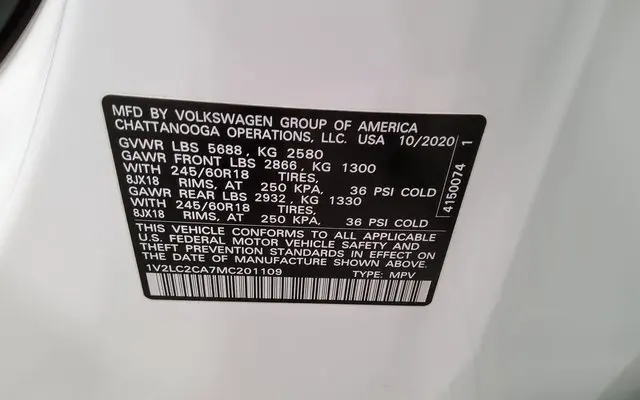 MFD BY VOLKSWAGEN GROUP OF AMERICA
CHATTANOOGA OPERATIONS, LLC. USA 10/2020
GVWR LBS 5688 , KG 2580
GAWR FRONT LBS 2866 , KG 1300
WITH 245/60R18 TIRES,
8JX18 RIMS, AT 250 KPA, 36 PSI COLD
GAWR REAR LBS 2932 , KG 1330
WITH 245/60R18 TIRES,
8JX18 RIMS, AT 250 KPA, 36 PSI COLD
THIS VEHICLE CONFORMS TO ALL APPLICABLE
U.S. FEDERAL MOTOR VEHICLE SAFETY AND
THEFT PREVENTION STANDARDS IN EFFECT ON
THE DATE OF MANUFACTURE SHOWN ABOVE.
1V2LC2CA7MC201109 TYPE: MPV
4150074 1